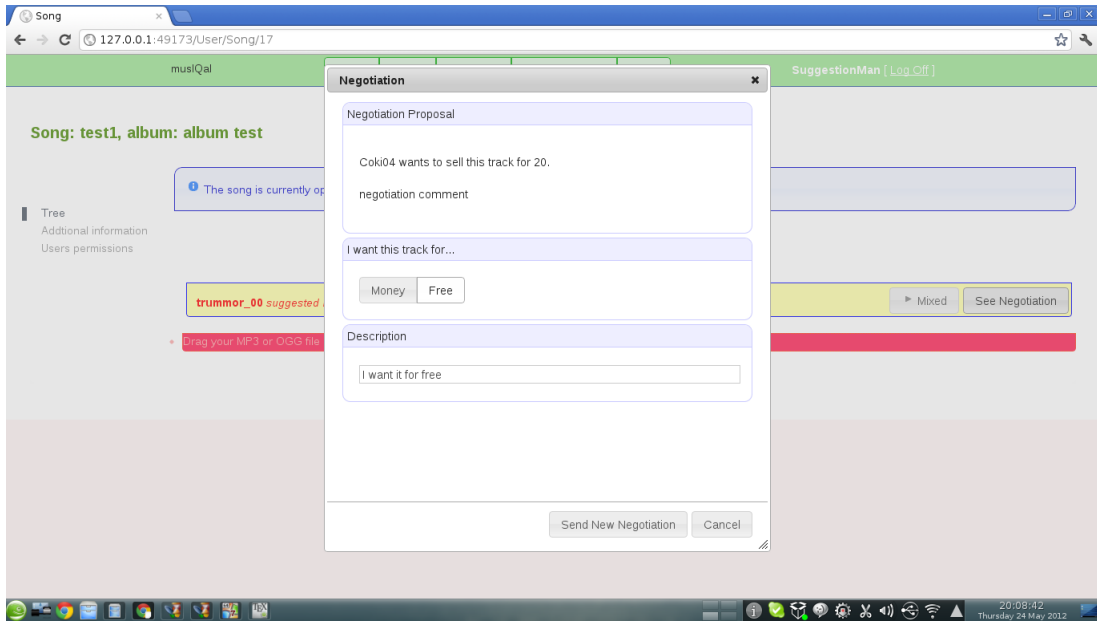 Song
127.0.0.1:49173/User/Song/17
musIQal
SuggestionMan [ Log Off ]
Negotiation
Song: test1, album: album test
Negotiation Proposal
Coki04 wants to sell this track for 20.
negotiation comment
The song is currently op
Tree
Addtional information
Users permissions
I want this track for...
Money Free
trummor_00 suggested
Mixed See Negotiation
Description
Drag your MP3 or OGG file
I want it for free
Send New Negotiation Cancel
20:08:42
Thursday 24 May 2012